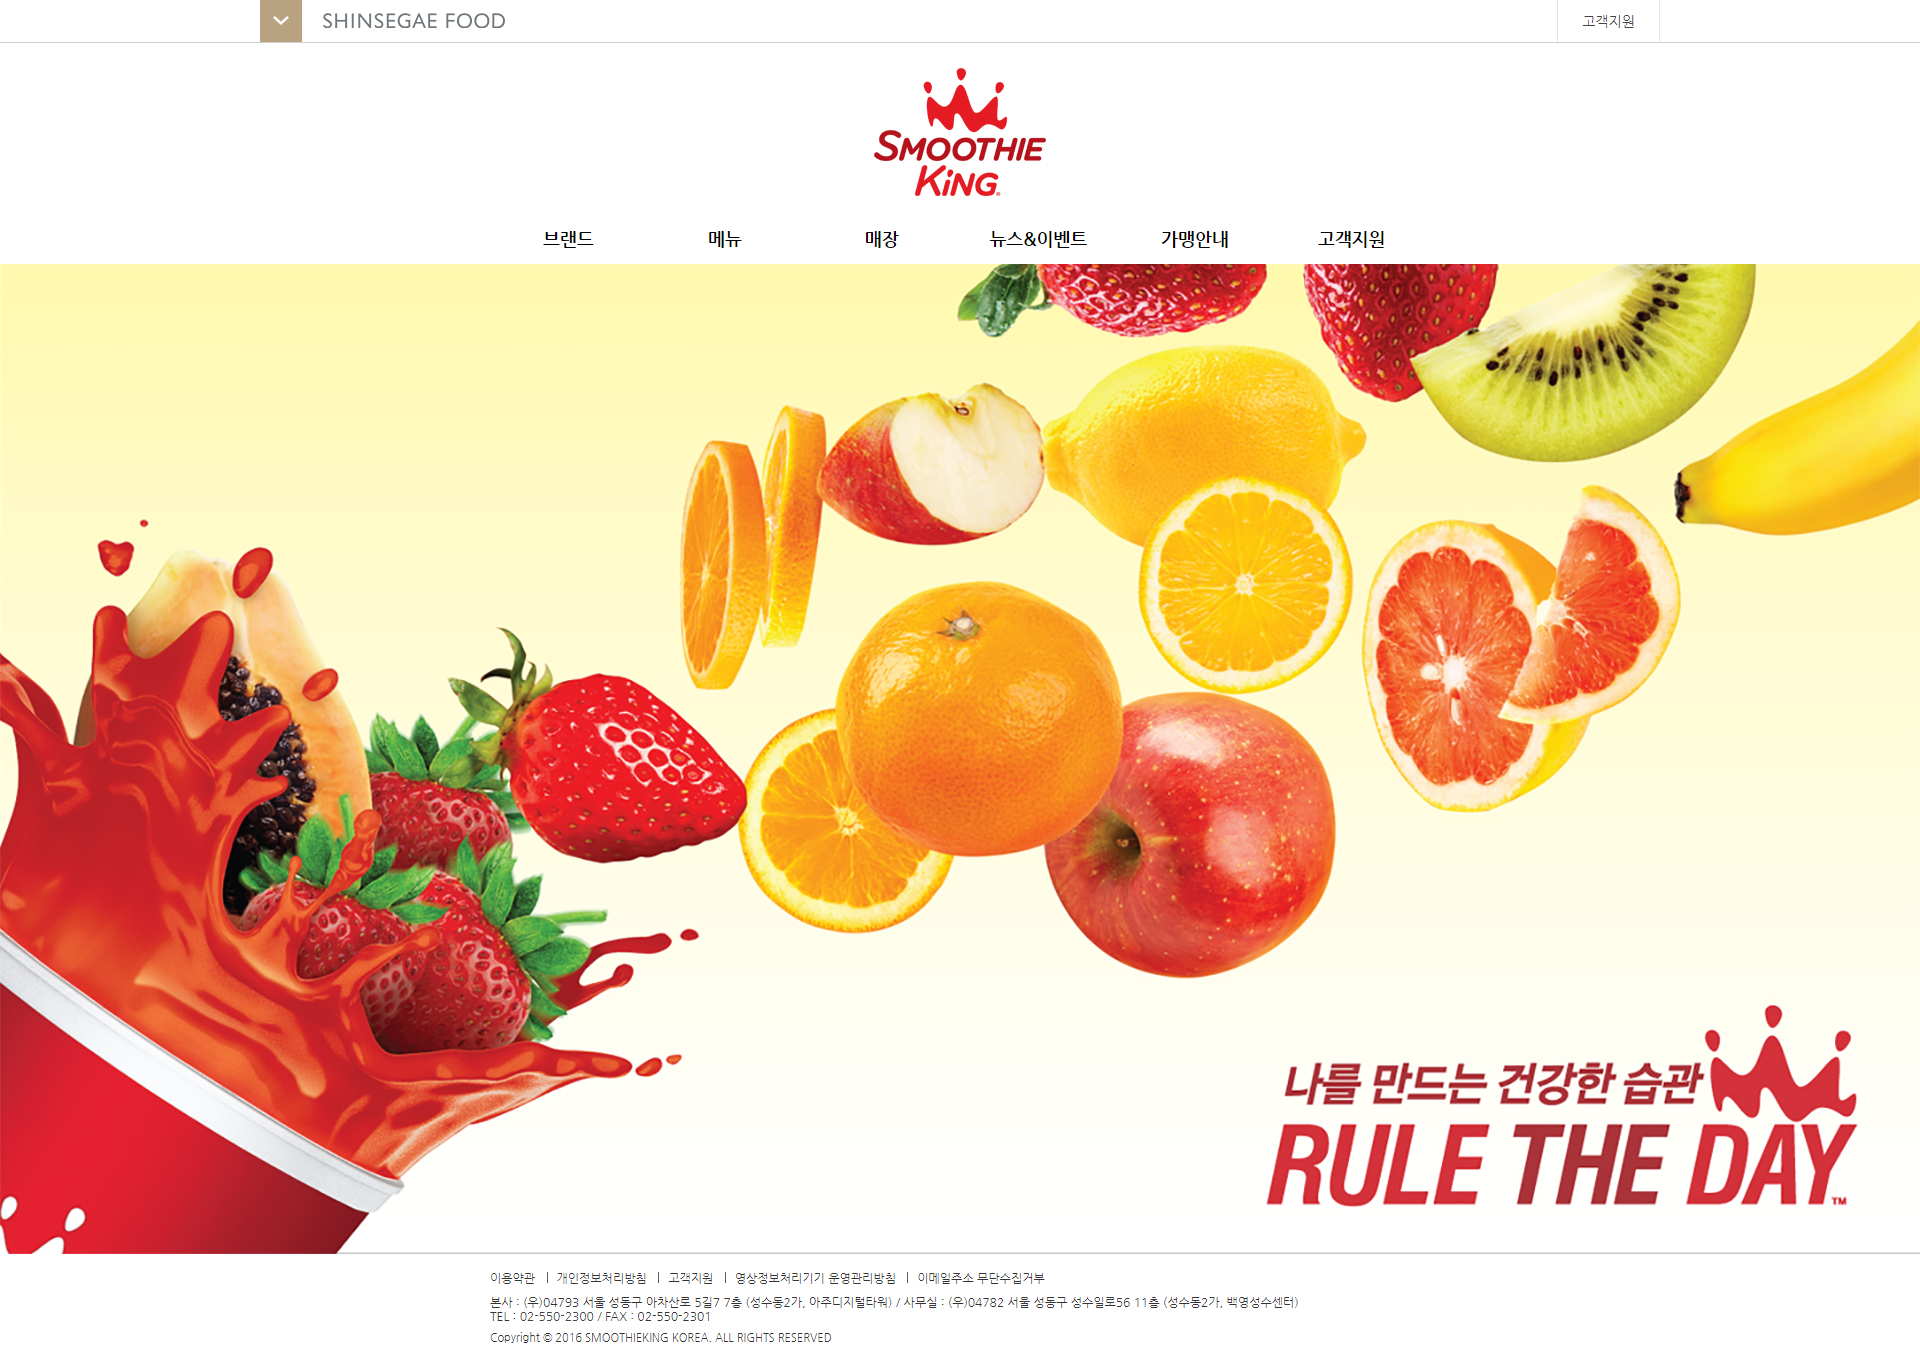 SHINSEGAE FOOD
고객지원
SMOOTHIE
KiNG
브랜드 메뉴 매장 뉴스&이벤트 가맹안내 고객지원
나를 만드는 건강한 습관
RULE THE DAY™
이용약관 | 개인정보처리방침 | 고객지원 | 영상정보처리기기 운영관리방침 | 이메일주소 무단수집거부
본사 : (우)04793 서울 성동구 아차산로 5길7 7층 (성수동2가, 아주디지털타워) / 사무실 : (우)04782 서울 성동구 성수일로56 11층 (성수동2가, 백영성수센터)
TEL : 02-550-2300 / FAX : 02-550-2301
Copyright © 2016 SMOOTHIEKING KOREA. ALL RIGHTS RESERVED